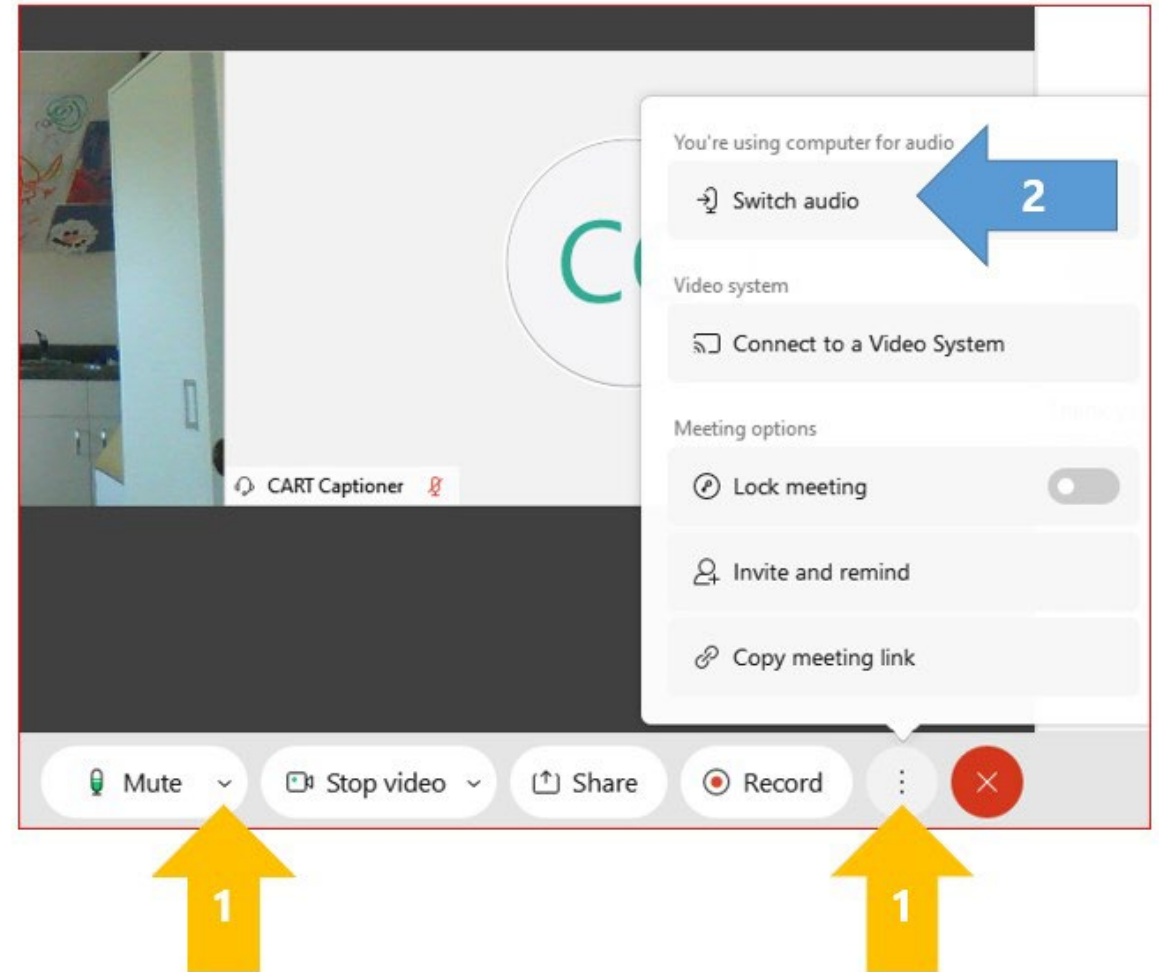 You're using computer for audio
Switch audio
2
Video system
Connect to a Video System
Meeting options
CART Captioner
Lock meeting
Invite and remind
Copy meeting link
Mute
Stop video
Share
Record
1
1